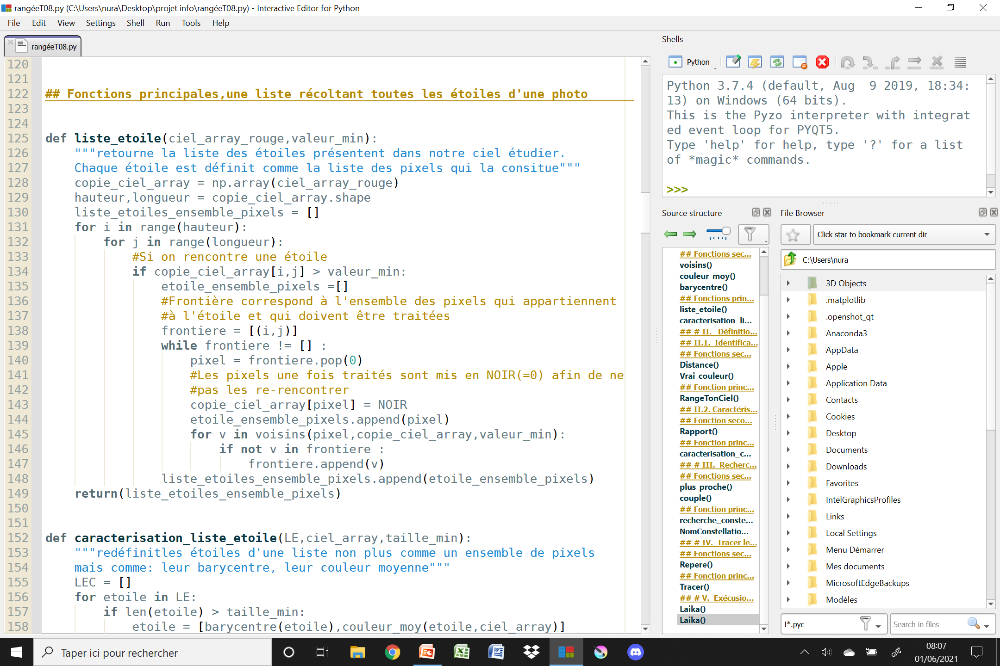 rangéeT08.py (C:\Users\nura\Desktop\projet info\rangéeT08.py) - Interactive Editor for Python
File Edit View Settings Shell Run Tools Help
rangéeT08.py
120
121
122 ## Fonctions principales,une liste récoltant toutes les étoiles d'une photo
123
124
125 def liste_etoile(ciel_array_rouge,valeur_min):
126 """retourne la liste des étoiles présentent dans notre ciel étudier.
127 Chaque étoile est définit comme la liste des pixels qui la consitue"""
128 copie_ciel_array = np.array(ciel_array_rouge)
129 hauteur,longueur = copie_ciel_array.shape
130 liste_etoiles_ensemble_pixels = []
131 for i in range(hauteur):
132 for j in range(longueur):
133 #Si on rencontre une étoile
134 if copie_ciel_array[i,j] > valeur_min:
135 etoile_ensemble_pixels =[]
136 #Frontière correspond à l'ensemble des pixels qui appartiennent
137 #à l'étoile et qui doivent être traitées
138 frontiere = [(i,j)]
139 while frontiere != [] :
140 pixel = frontiere.pop(0)
141 #Les pixels une fois traités sont mis en NOIR(=0) afin de ne
142 #pas les re-rencontrer
143 copie_ciel_array[pixel] = NOIR
144 etoile_ensemble_pixels.append(pixel)
145 for v in voisins(pixel,copie_ciel_array,valeur_min):
146 if not v in frontiere :
147 frontiere.append(v)
148 liste_etoiles_ensemble_pixels.append(etoile_ensemble_pixels)
149 return(liste_etoiles_ensemble_pixels)
150
151
152 def caracterisation_liste_etoile(LE,ciel_array,taille_min):
153 """redéfinitles étoiles d'une liste non plus comme un ensemble de pixels
154 mais comme: leur barycentre, leur couleur moyenne"""
155 LEC = []
156 for etoile in LE:
157 if len(etoile) > taille_min:
158 etoile = [barycentre(etoile),couleur_moy(etoile,ciel_array)]
Shells
Python
Python 3.7.4 (default, Aug  9 2019, 18:34:
13) on Windows (64 bits).
This is the Pyzo interpreter with integrat
ed event loop for PYQT5.
Type 'help' for help, type '?' for a list
of *magic* commands.
>>>
Source structure
## Fonctions sec...
voisins()
couleur_moy()
barycentre()
## Fonctions prin...
liste_etoile()
caracterisation_li...
## # II. Définitio...
## II.1. Identifica...
## Fonctions sec...
Distance()
Vrai_couleur()
## Fonction princ...
RangeTonCiel()
## II.2. Caractéris...
## Fonction seco...
Rapport()
## Fonction princ...
caracterisation_c...
## # III. Recherc...
## Fonctions sec...
plus_proche()
couple()
## Fonction princ...
recherche_conste...
NomConstellatio...
## # IV. Tracer le...
## Fonctions sec...
Repere()
## Fonction princ...
Tracer()
## # V. Exécusio...
Laika()
Laika()
File Browser
Click star to bookmark current dir
C:\Users\nura
3D Objects
.matplotlib
.openshot_qt
Anaconda3
AppData
Apple
Application Data
Contacts
Cookies
Desktop
Documents
Downloads
Favorites
IntelGraphicsProfiles
Links
Local Settings
Menu Démarrer
Mes documents
MicrosoftEdgeBackups
Modèles
!*.pyc
Search in files
Taper ici pour rechercher
08:07
01/06/2021